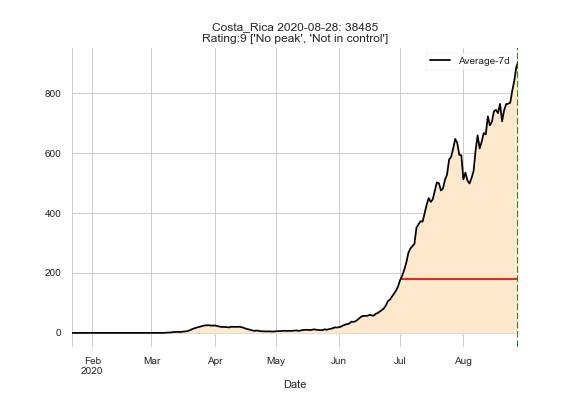 Costa_Rica 2020-08-28: 38485
Rating:9 ['No peak', 'Not in control']
Average-7d
800
600
400
200
0
Feb Mar Apr May Jun Jul Aug
2020
Date